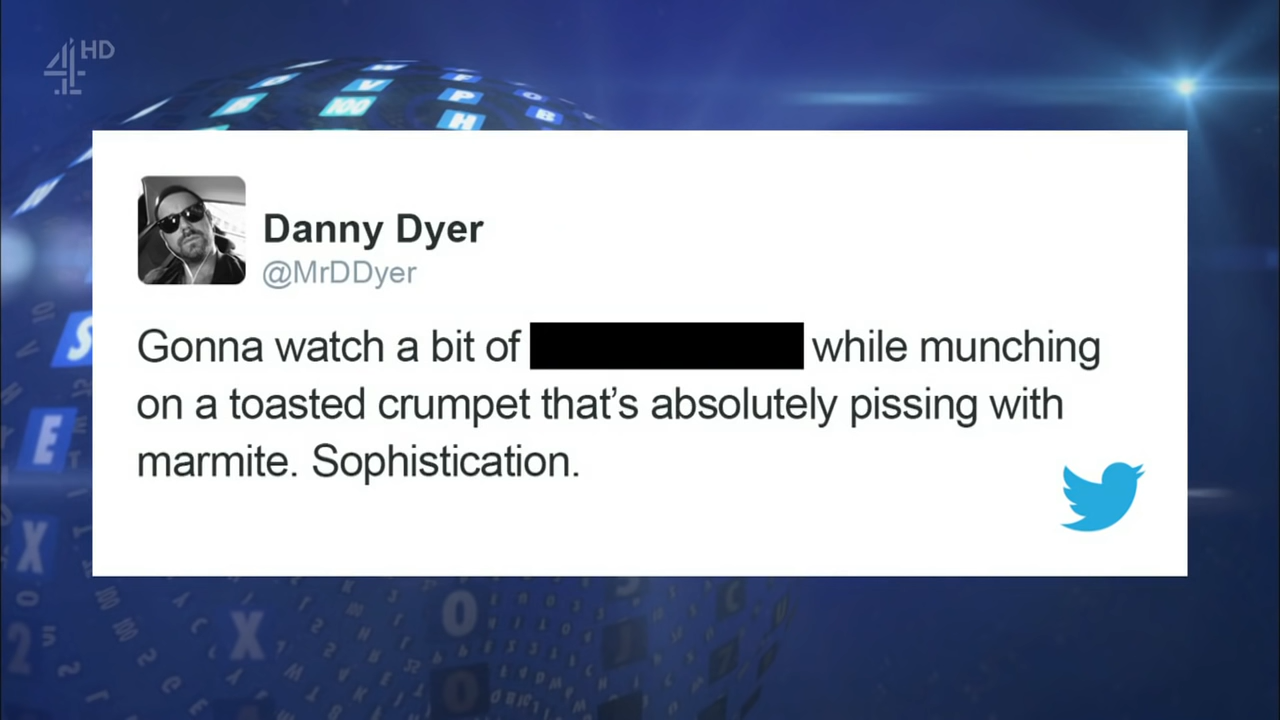 4 HD
Danny Dyer
@MrDDyer
Gonna watch a bit of while munching
on a toasted crumpet that's absolutely pissing with
marmite. Sophistication.